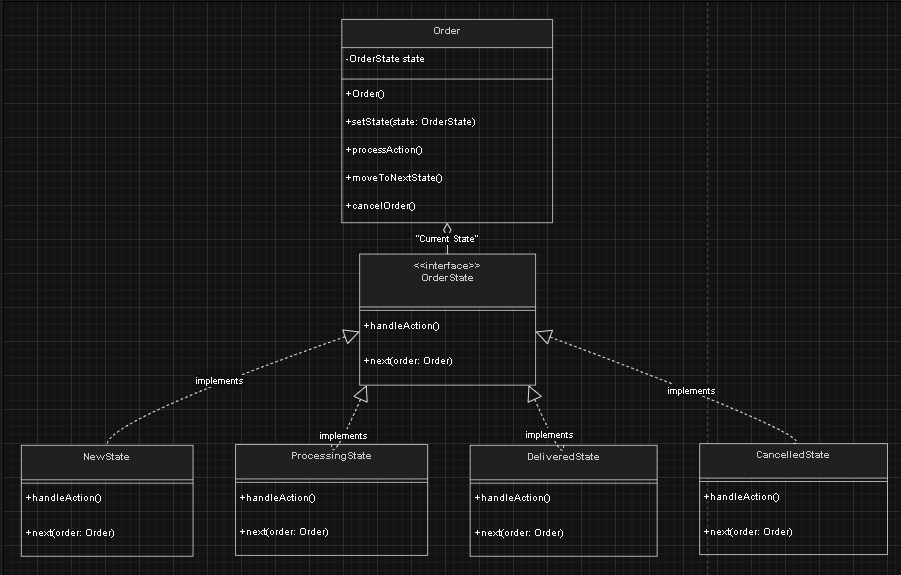 Order
-OrderState state
+Order()
+setState(state: OrderState)
+processAction()
+moveToNextState()
+cancelOrder()
"Current State"
<<interface>>
OrderState
+handleAction()
+next(order: Order)
implements
implements
implements
implements
NewState
+handleAction()
+next(order: Order)
ProcessingState
+handleAction()
+next(order: Order)
DeliveredState
+handleAction()
+next(order: Order)
CancelledState
+handleAction()
+next(order: Order)